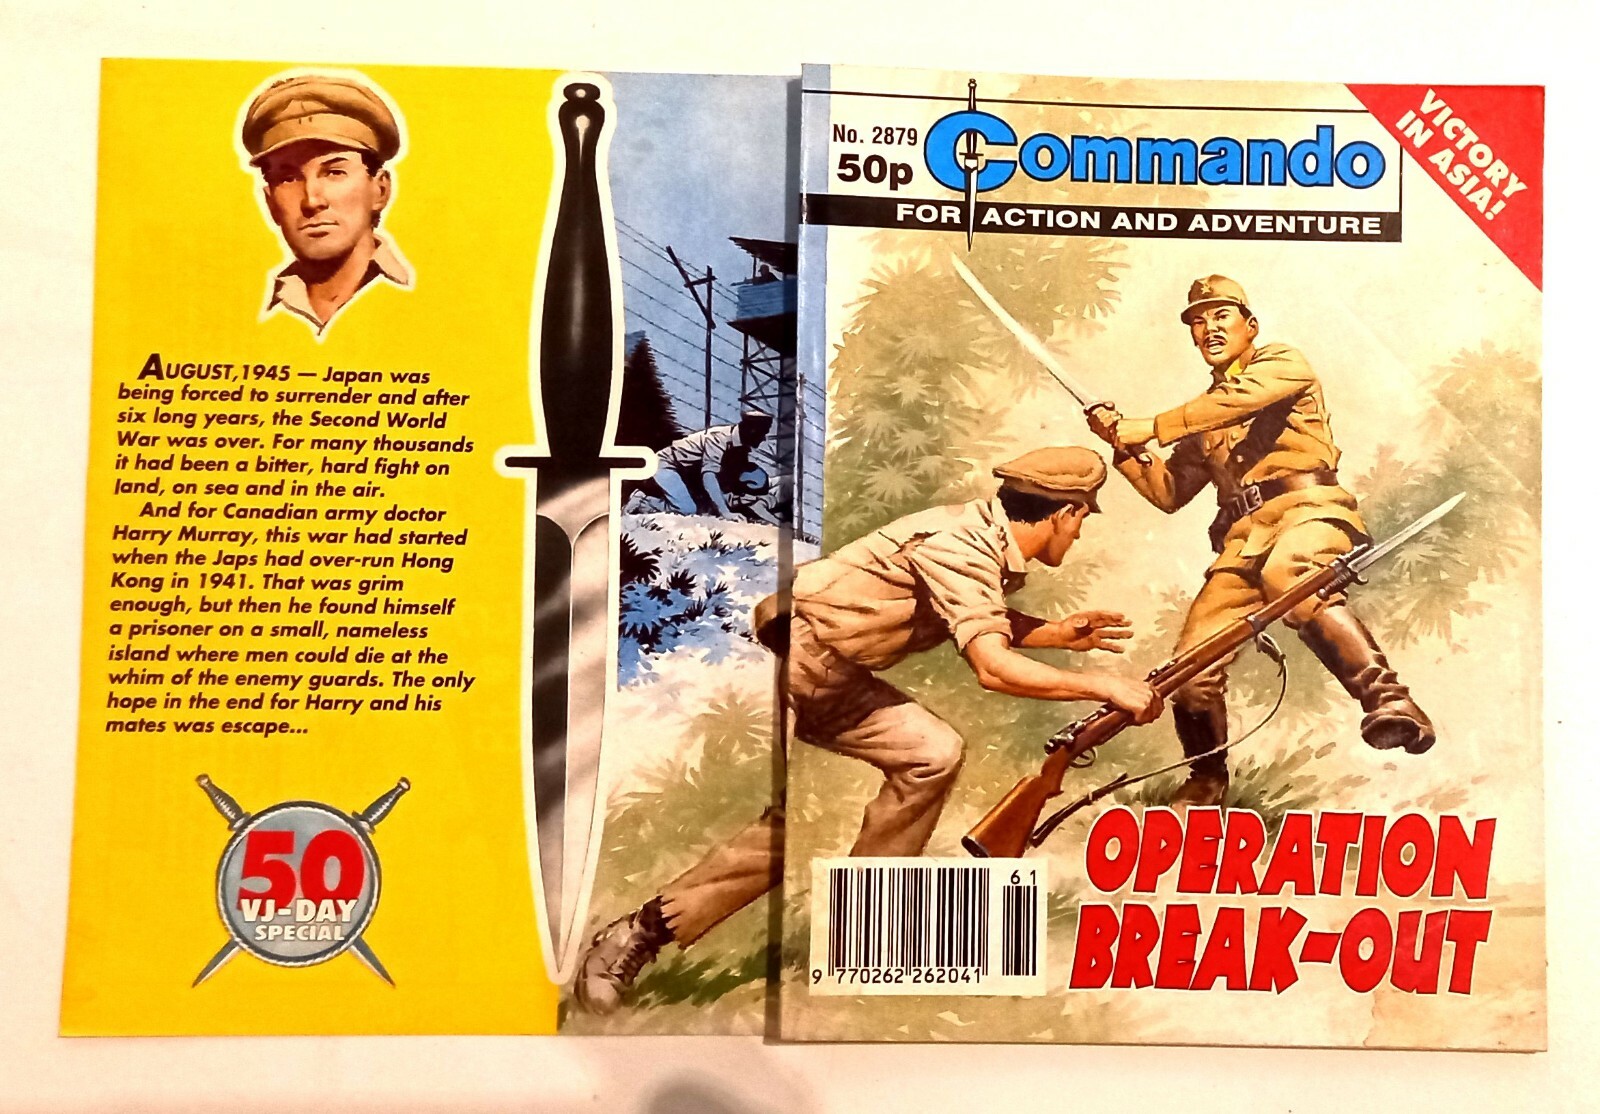 AUGUST, 1945 — Japan was
being forced to surrender and after
six long years, the Second World
War was over. For many thousands
it had been a bitter, hard fight on
land, on sea and in the air.
And for Canadian army doctor
Harry Murray, this war had started
when the Japs had over-run Hong
Kong in 1941. That was grim
enough, but then he found himself
a prisoner on a small, nameless
island where men could die at the
whim of the enemy guards. The only
hope in the end for Harry and his
mates was escape...
50
VJ-DAY
SPECIAL
No. 2879
50p
Commando
FOR ACTION AND ADVENTURE
VICTORY
IN ASIA!
OPERATION
BREAK-OUT
61
9 770262 262041